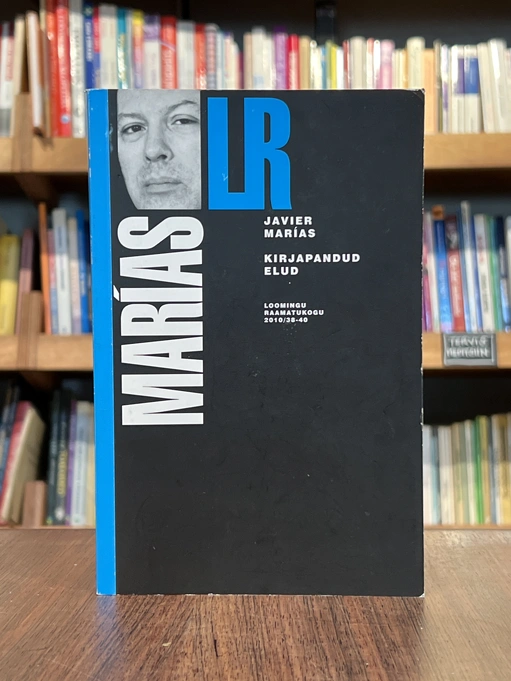 LR
MARÍAS
JAVIER
MARÍAS
KIRJAPANDUD
ELUD
LOOMINGU
RAAMATUKOGU
2010/38-40